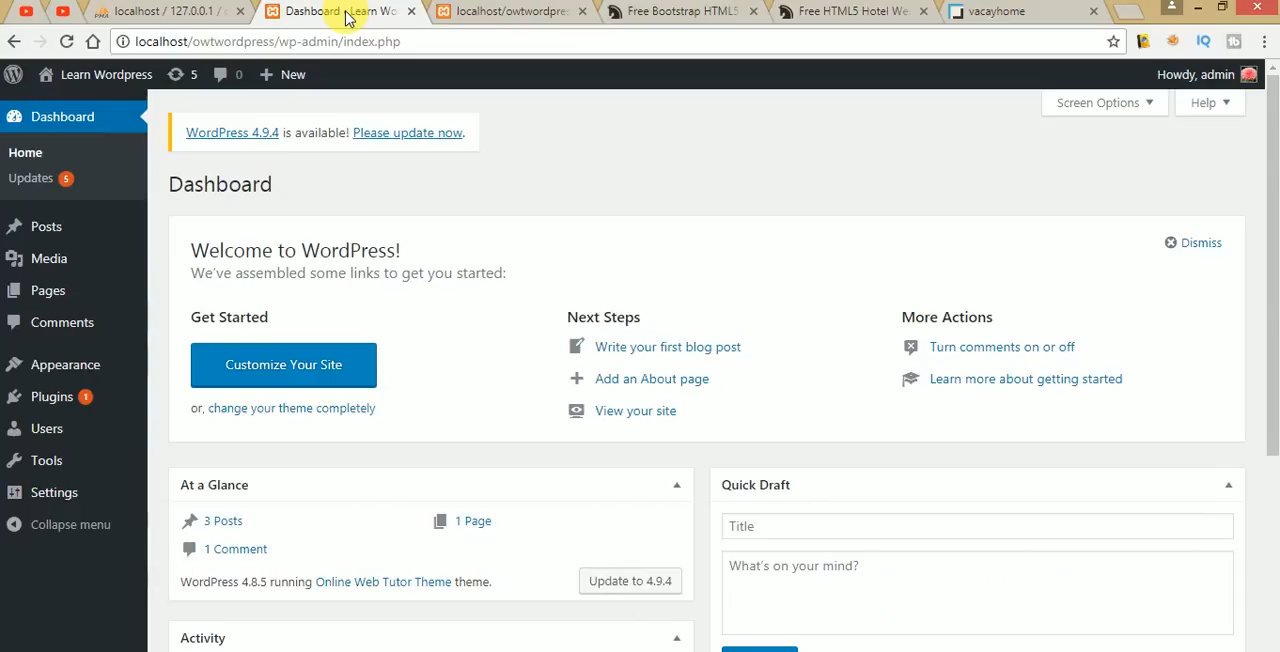 localhost / 127.0.0.1 /
Dashboard ‹ Learn Wo
localhost/owtwordpres
Free Bootstrap HTML5
Free HTML5 Hotel We
vacayhome
localhost/owtwordpress/wp-admin/index.php
Learn Wordpress
5
0
New
Howdy, admin
Dashboard
Home
Updates 5
Posts
Media
Pages
Comments
Appearance
Plugins 1
Users
Tools
Settings
Collapse menu
Screen Options
Help
WordPress 4.9.4 is available! Please update now.
Dashboard
Welcome to WordPress!
We've assembled some links to get you started:
Dismiss
Get Started
Customize Your Site
or, change your theme completely
Next Steps
Write your first blog post
Add an About page
View your site
More Actions
Turn comments on or off
Learn more about getting started
At a Glance
3 Posts
1 Page
1 Comment
WordPress 4.8.5 running Online Web Tutor Theme theme.
Update to 4.9.4
Activity
Quick Draft
Title
What's on your mind?